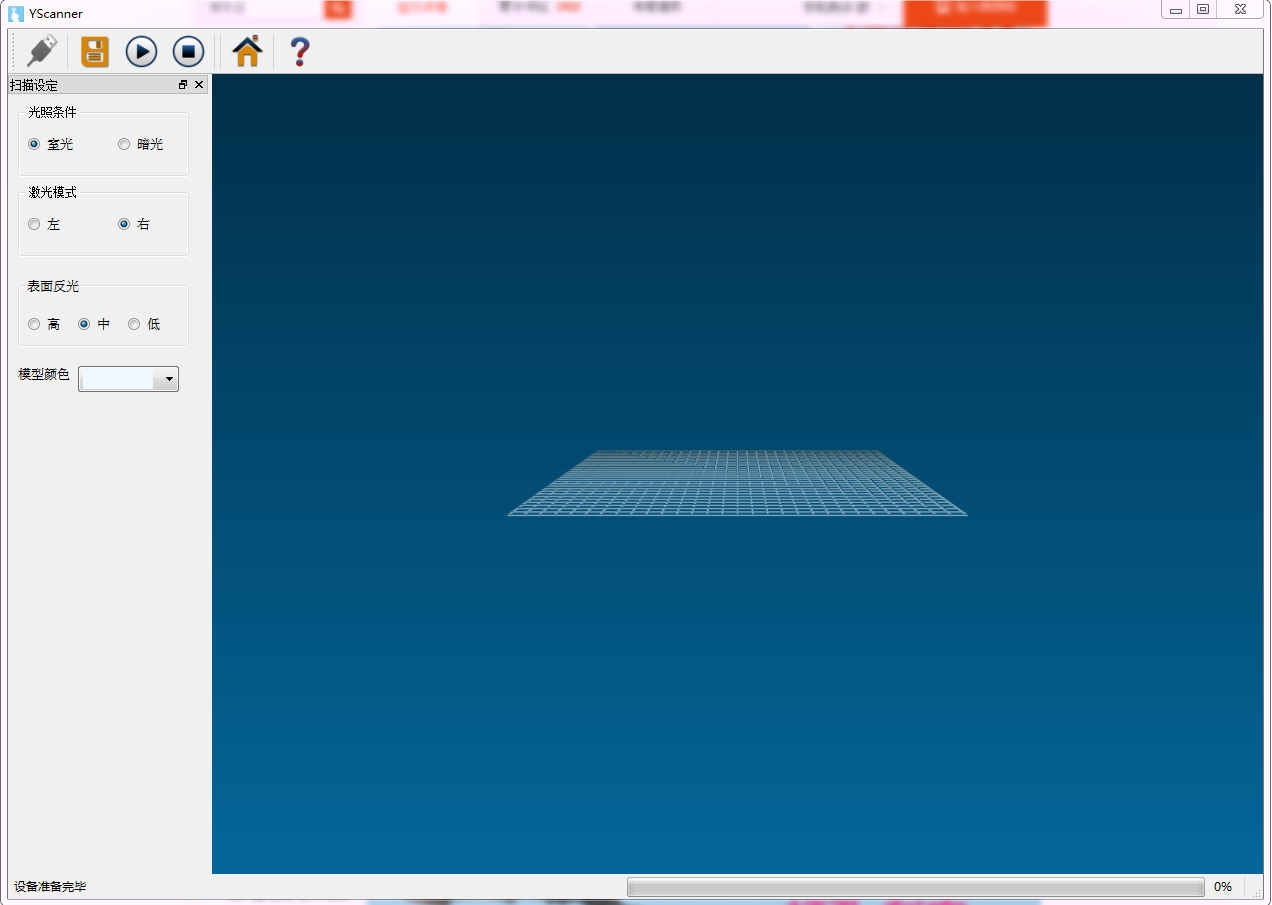 YScanner
扫描设定
光照条件
室光 暗光
激光模式
左 右
表面反光
高 中 低
模型颜色
设备准备完毕 0%